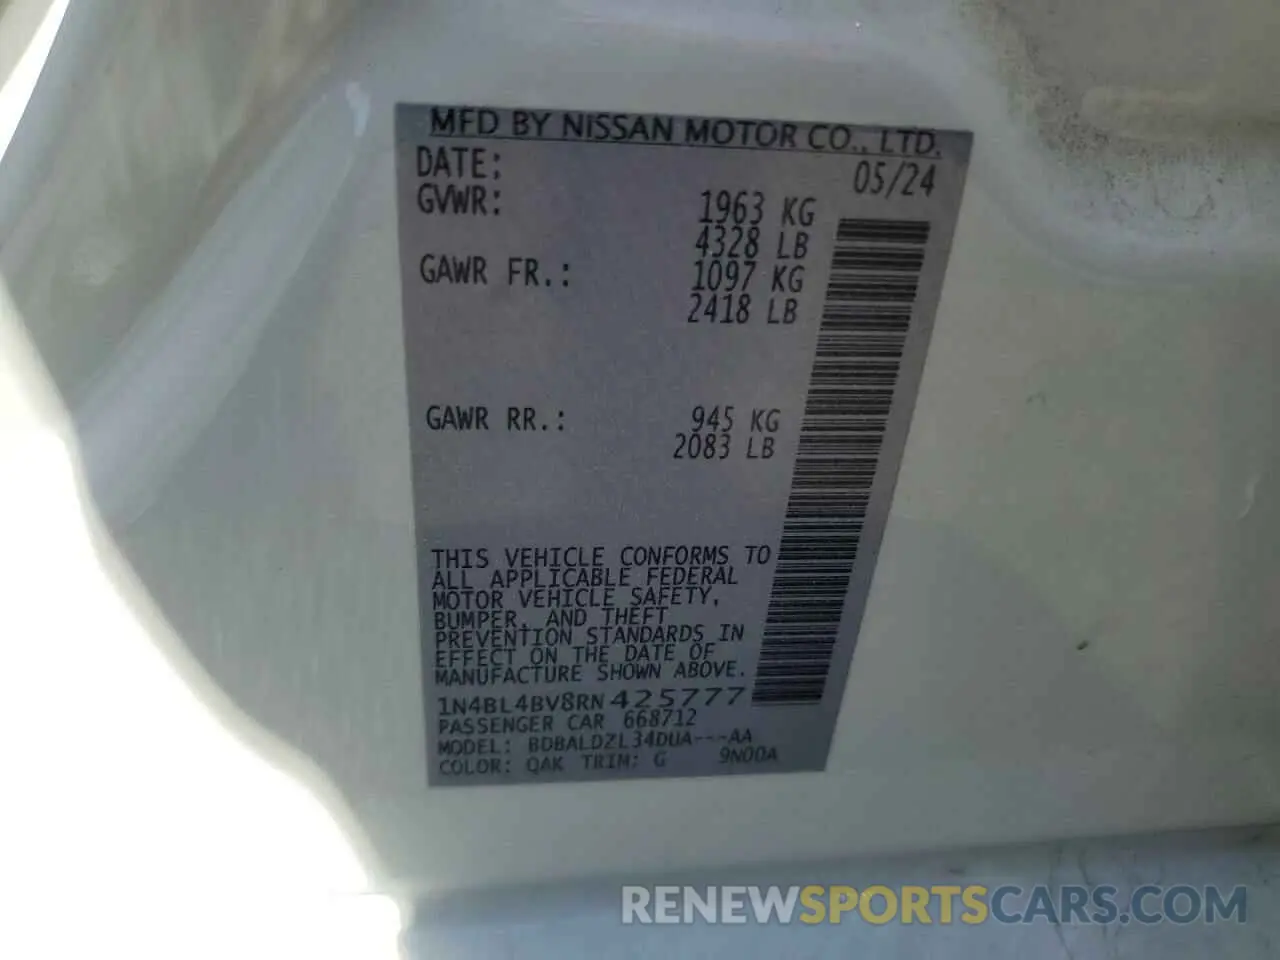 MFD BY NISSAN MOTOR CO., LTD.
DATE: 05/24
GVWR: 1963 KG
4328 LB
GAWR FR.: 1097 KG
2418 LB
GAWR RR.: 945 KG
2083 LB
THIS VEHICLE CONFORMS TO
ALL APPLICABLE FEDERAL
MOTOR VEHICLE SAFETY,
BUMPER, AND THEFT
PREVENTION STANDARDS IN
EFFECT ON THE DATE OF
MANUFACTURE SHOWN ABOVE.
1N4BL4BV8RN425777
PASSENGER CAR 668712
MODEL: BDBALDZL34DUA---AA
COLOR: QAK TRIM: G 9N00A
RENEWSPORTSCARS.COM